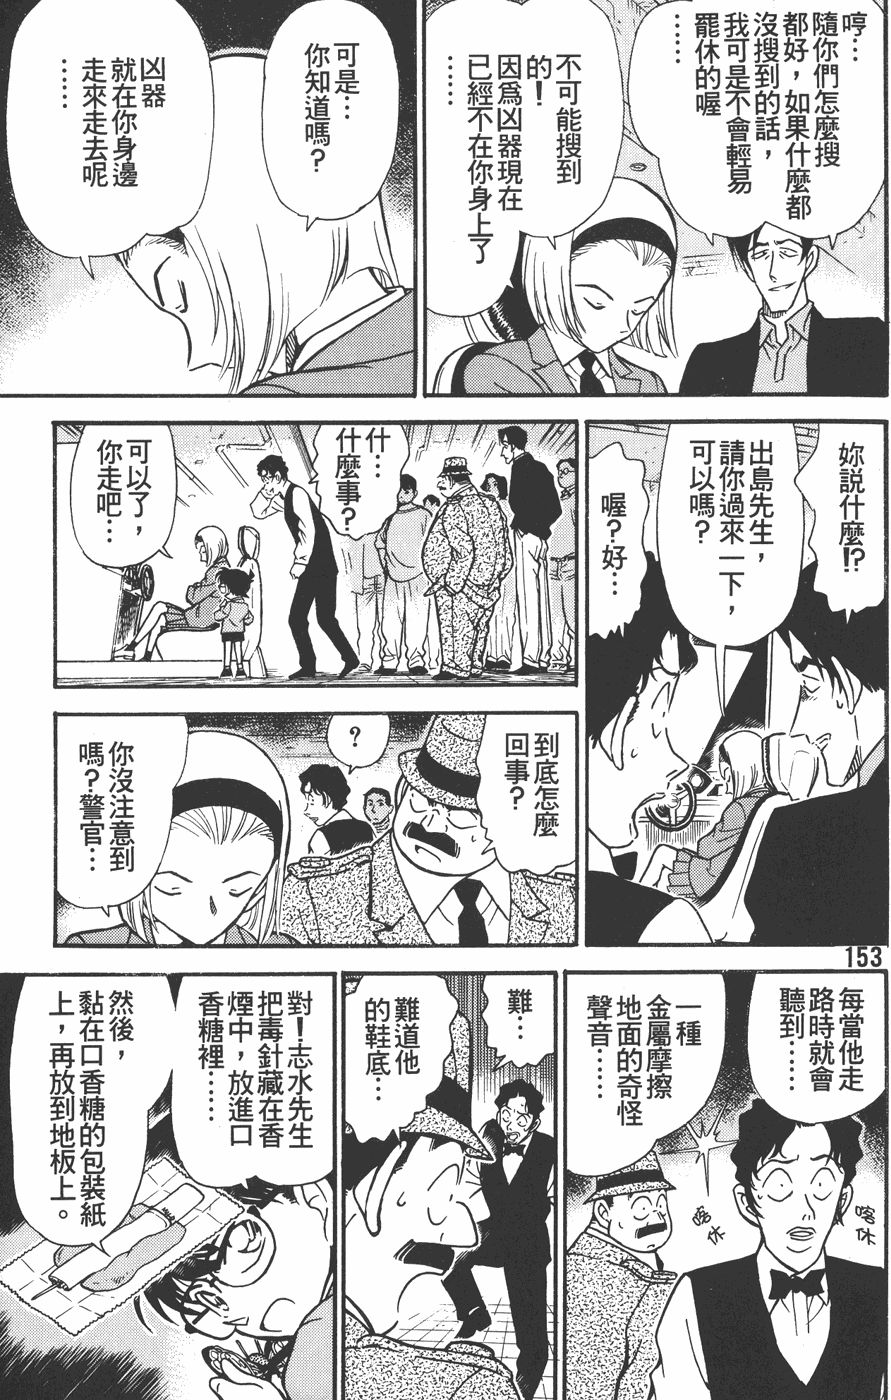 哼…
隨你們怎麼搜
都好，如果什麼都
沒搜到的話，
我可是不會輕易
罷休的喔
……
不可能搜到
的！
因為凶器現在
已經不在你身上了
……
可是…
你知道嗎？
凶器
就在你身邊
走來走去呢
……
妳說什麼!?
出島先生，
請你過來一下，
可以嗎？
喔？好…
什…
什麼事？
可以了，
你走吧…
到底怎麼
回事？
？
你沒注意到
嗎？警官…
153
每當他走
路時就會
聽到……
一種
金屬摩擦
地面的奇怪
聲音……
喀
休
喀
休
難…
難道他
的鞋底…
對！志水先生
把毒針藏在香
煙中，放進口
香糖裡……
然後，
黏在口香糖的包裝紙
上，再放到地板上。